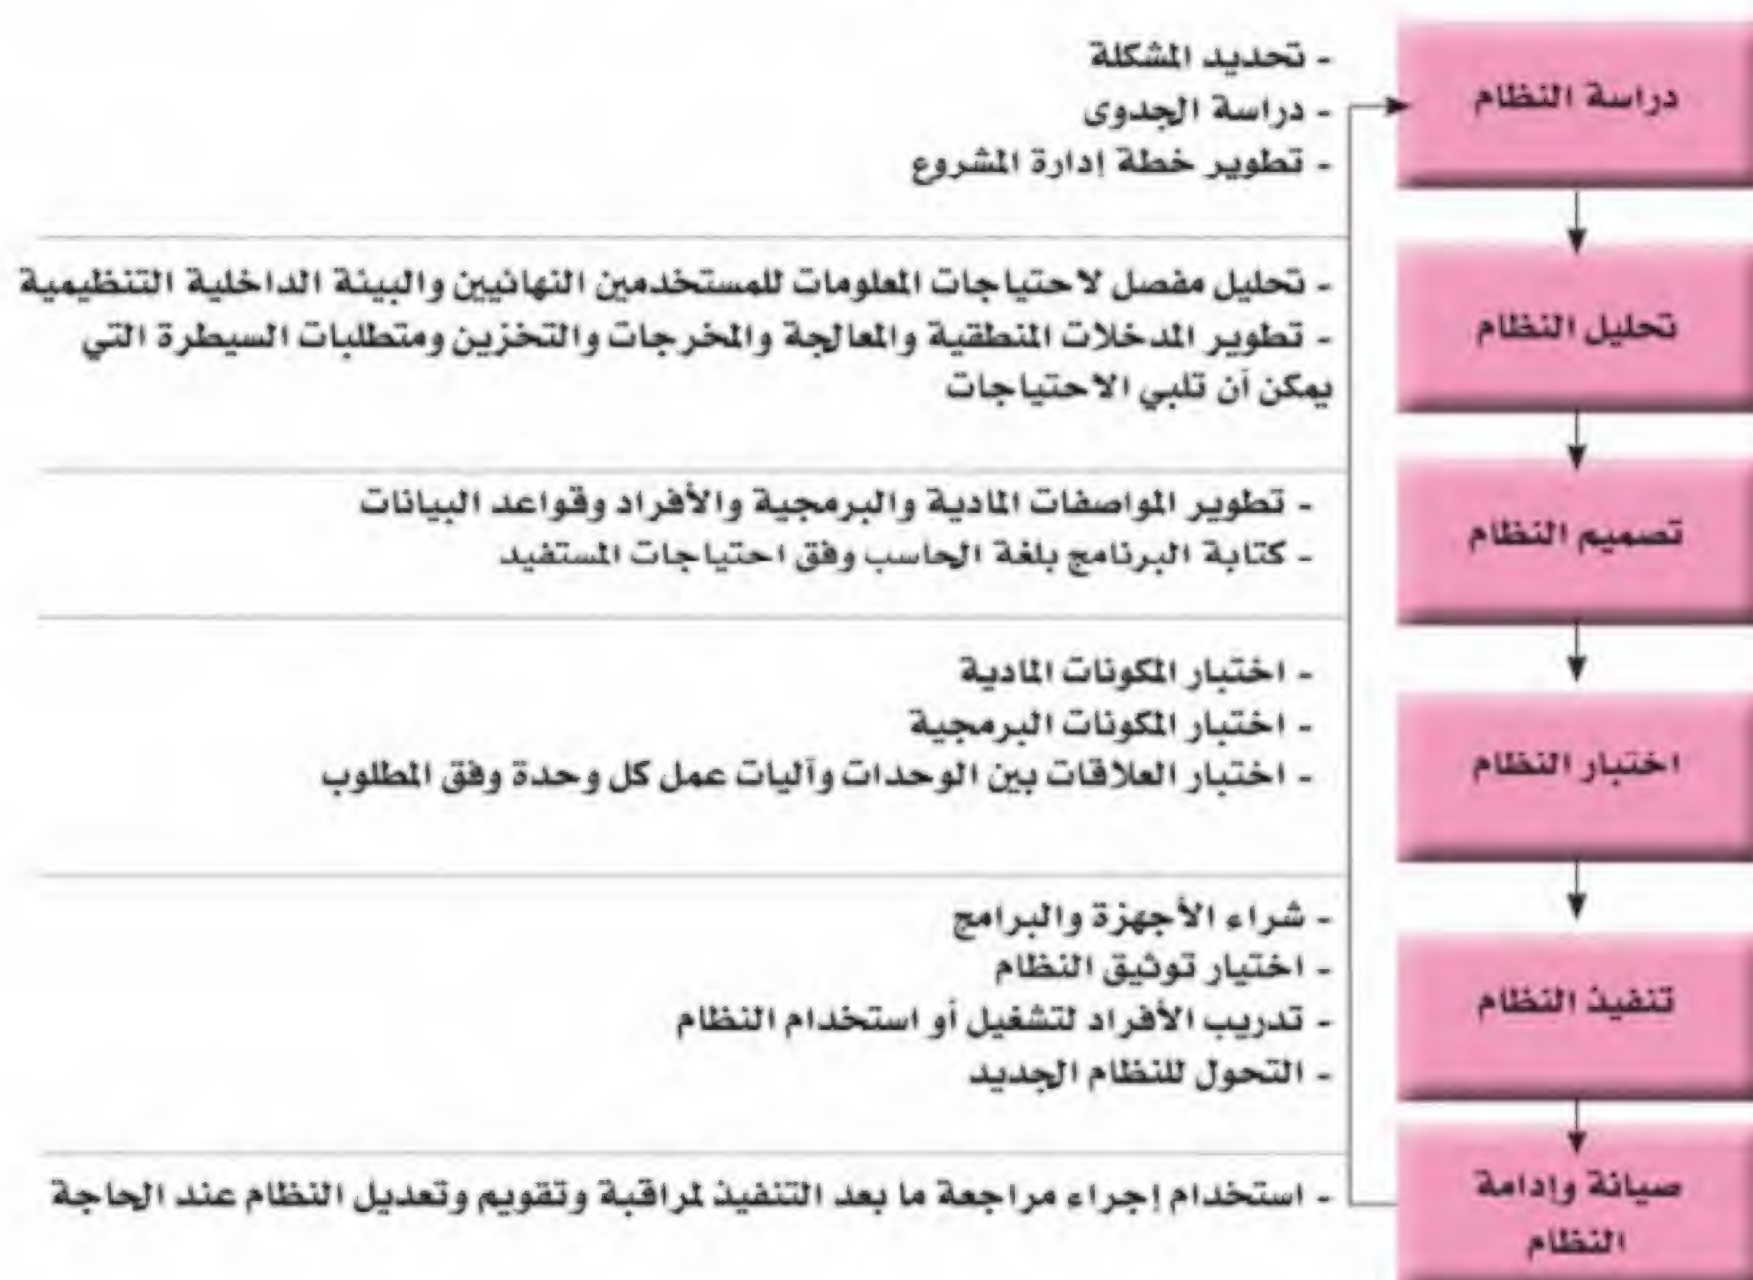 دراسة النظام
- تحديد المشكلة
- دراسة الجدوى
- تطوير خطة إدارة المشروع
تحليل النظام
- تحليل مفصل لاحتياجات المعلومات للمستخدمين النهائيين والبيئة الداخلية التنظيمية
- تطوير المدخلات المنطقية والمعالجة والمخرجات والتخزين ومتطلبات السيطرة التي
يمكن أن تلبي الاحتياجات
تصميم النظام
- تطوير المواصفات المادية والبرمجية والأفراد وقواعد البيانات
- كتابة البرنامج بلغة الحاسب وفق احتياجات المستفيد
اختبار النظام
- اختبار المكونات المادية
- اختبار المكونات البرمجية
- اختبار العلاقات بين الوحدات وآليات عمل كل وحدة وفق المطلوب
تنفيذ النظام
- شراء الأجهزة والبرامج
- اختيار توثيق النظام
- تدريب الأفراد لتشغيل أو استخدام النظام
- التحول للنظام الجديد
صيانة وإدامة
النظام
- استخدام إجراء مراجعة ما بعد التنفيذ لمراقبة وتقويم وتعديل النظام عند الحاجة